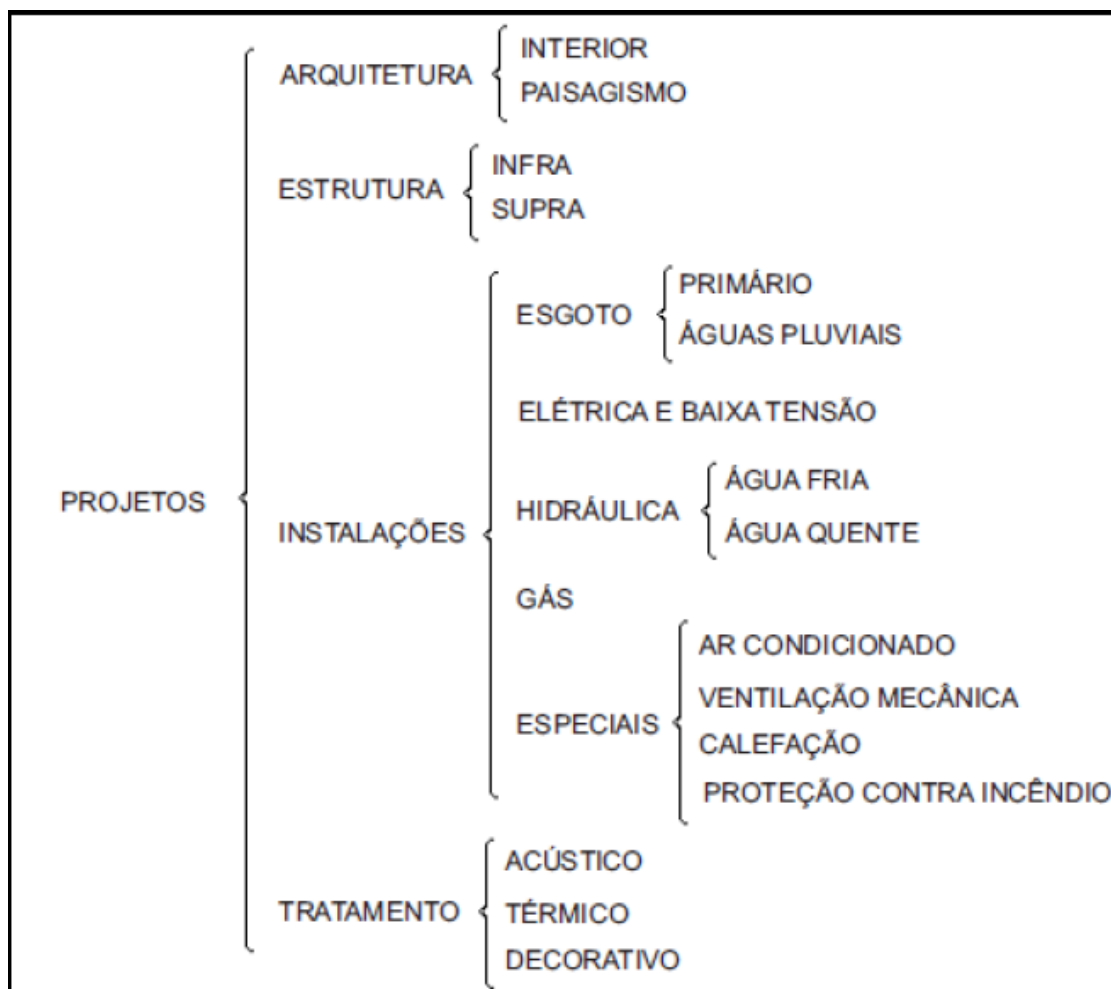 ARQUITETURA
INTERIOR
PAISAGISMO
ESTRUTURA
INFRA
SUPRA
ESGOTO
PRIMÁRIO
ÁGUAS PLUVIAIS
ELÉTRICA E BAIXA TENSÃO
PROJETOS
INSTALAÇÕES
HIDRÁULICA
ÁGUA FRIA
ÁGUA QUENTE
GÁS
ESPECIAIS
AR CONDICIONADO
VENTILAÇÃO MECÂNICA
CALEFAÇÃO
PROTEÇÃO CONTRA INCÊNDIO
TRATAMENTO
ACÚSTICO
TÉRMICO
DECORATIVO